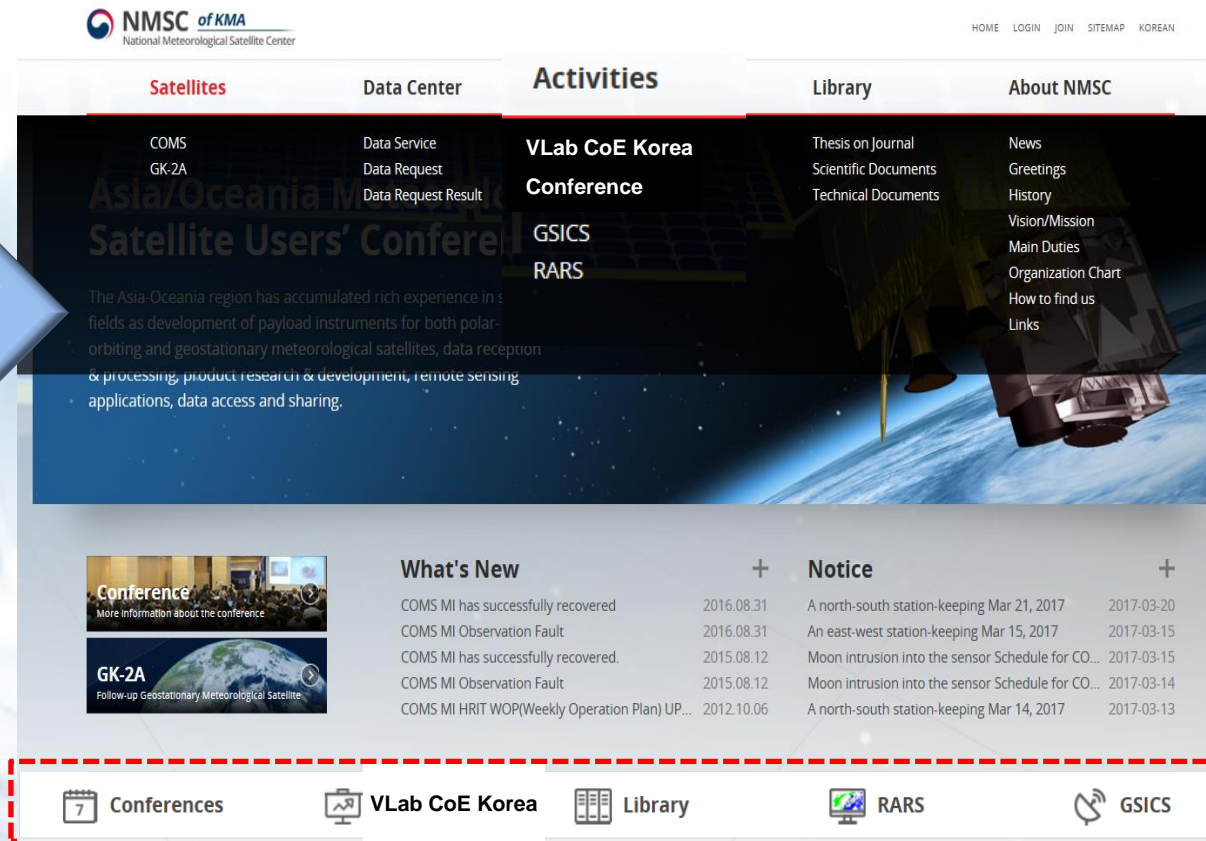 NMSC of KMA
National Meteorological Satellite Center
HOME LOGIN JOIN SITEMAP KOREAN
Satellites
Data Center
Activities
Library
About NMSC
COMS
GK-2A
Data Service
Data Request
Data Request Result
VLab CoE Korea
Conference
GSICS
RARS
Thesis on Journal
Scientific Documents
Technical Documents
News
Greetings
History
Vision/Mission
Main Duties
Organization Chart
How to find us
Links
Asia/Oceania
Satellite Users'
The Asia-Oceania region has accumulated rich experience in
fields as development of payload instruments for both polar-
orbiting and geostationary meteorological satellites, data reception
& processing, product research & development, remote sensing
applications, data access and sharing.
Conference
More information about the conference
GK-2A
Follow-up Geostationary Meteorological Satellite
What's New +
COMS MI has successfully recovered 2016.08.31
COMS MI Observation Fault 2016.08.31
COMS MI has successfully recovered. 2015.08.12
COMS MI Observation Fault 2015.08.12
COMS MI HRIT WOP(Weekly Operation Plan) UP... 2012.10.06
Notice +
A north-south station-keeping Mar 21, 2017 2017-03-20
An east-west station-keeping Mar 15, 2017 2017-03-15
Moon intrusion into the sensor Schedule for CO... 2017-03-15
Moon intrusion into the sensor Schedule for CO... 2017-03-14
A north-south station-keeping Mar 14, 2017 2017-03-13
7 Conferences
VLab CoE Korea
Library
RARS
GSICS